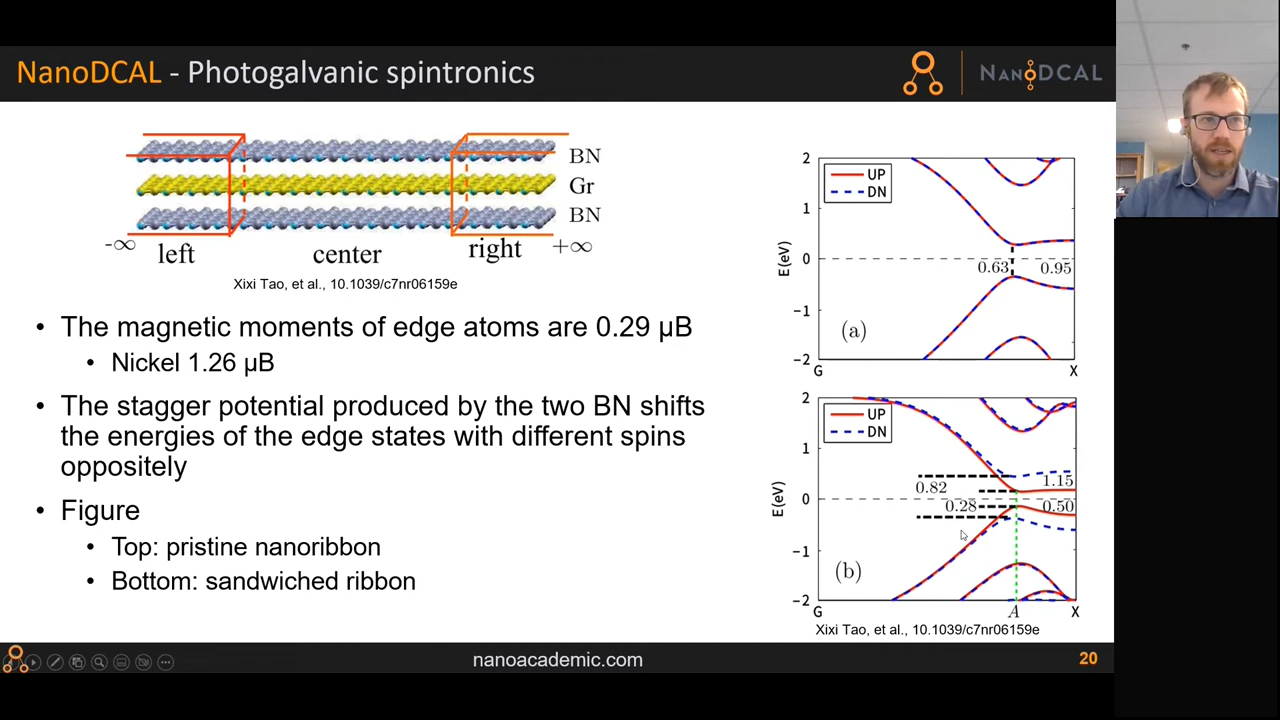 NanoDCAL - Photogalvanic spintronics
NANODCAL
BN
Gr
BN
-∞
left
center
right
+∞
Xixi Tao, et al., 10.1039/c7nr06159e
• The magnetic moments of edge atoms are 0.29 µB
• Nickel 1.26 µB
• The stagger potential produced by the two BN shifts
the energies of the edge states with different spins
oppositely
• Figure
• Top: pristine nanoribbon
• Bottom: sandwiched ribbon
2
1
0
−1
−2
E(eV)
UP
DN
0.63
0.95
(a)
G
X
2
1
0
−1
−2
E(eV)
UP
DN
0.82
1.15
0.28
0.50
(b)
G
A
X
Xixi Tao, et al., 10.1039/c7nr06159e
nanoacademic.com
20